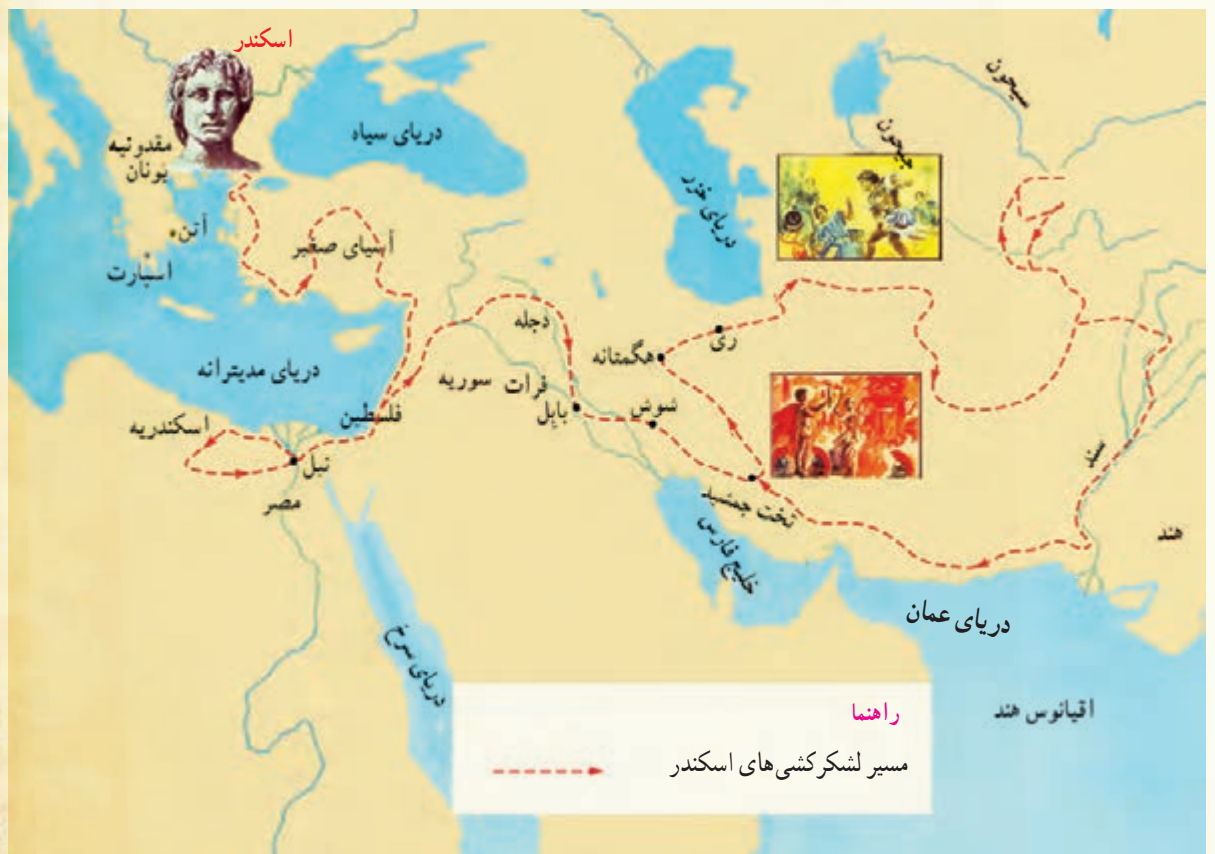 اسکندر
مقدونیه
یونان
آتن
اسپارت
دریای سیاه
آسیای صغیر
دریای خزر
سیحون
جیحون
دجله
فرات
سوریه
بابل
شوش
هگمتانه
ری
دریای مدیترانه
فلسطین
اسکندریه
نیل
مصر
تخت جمشید
خلیج فارس
سند
هند
دریای عمان
دریای سرخ
اقیانوس هند
راهنما
مسیر لشکرکشی‌های اسکندر